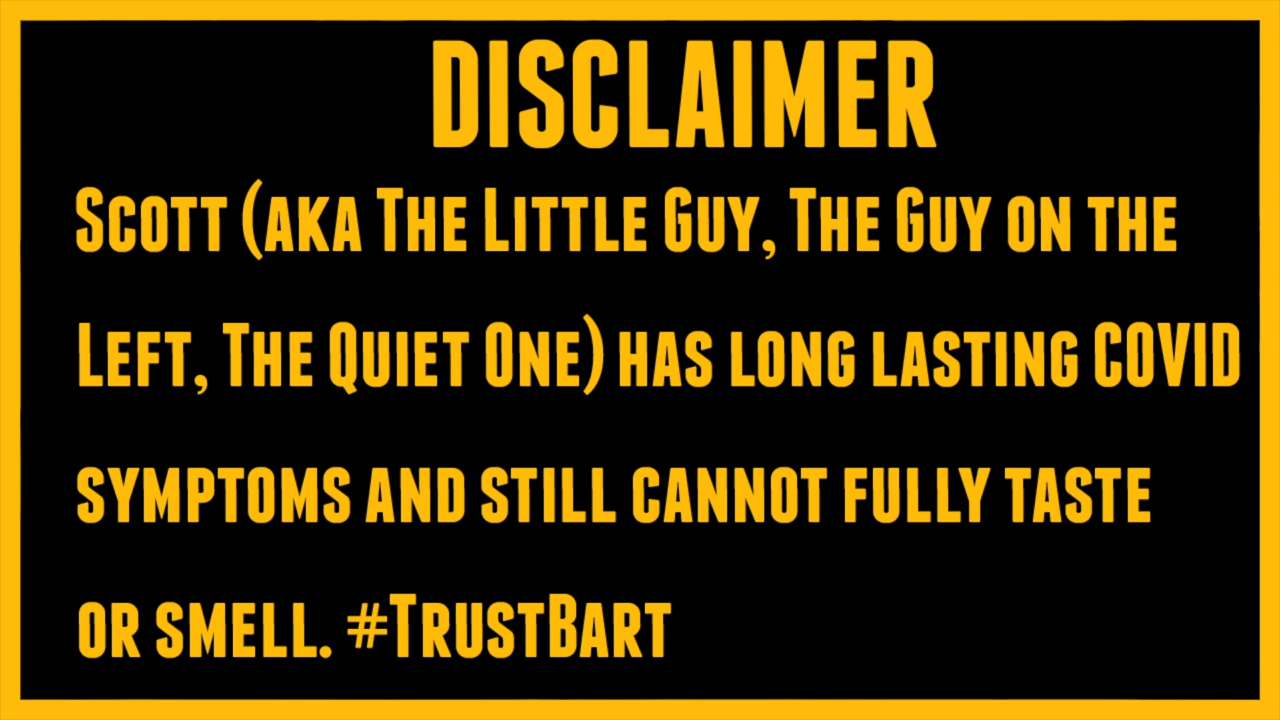 DISCLAIMER
Scott (aka The Little Guy, The Guy on the
Left, The Quiet One) has long lasting COVID
symptoms and still cannot fully taste
or smell. #TrustBart